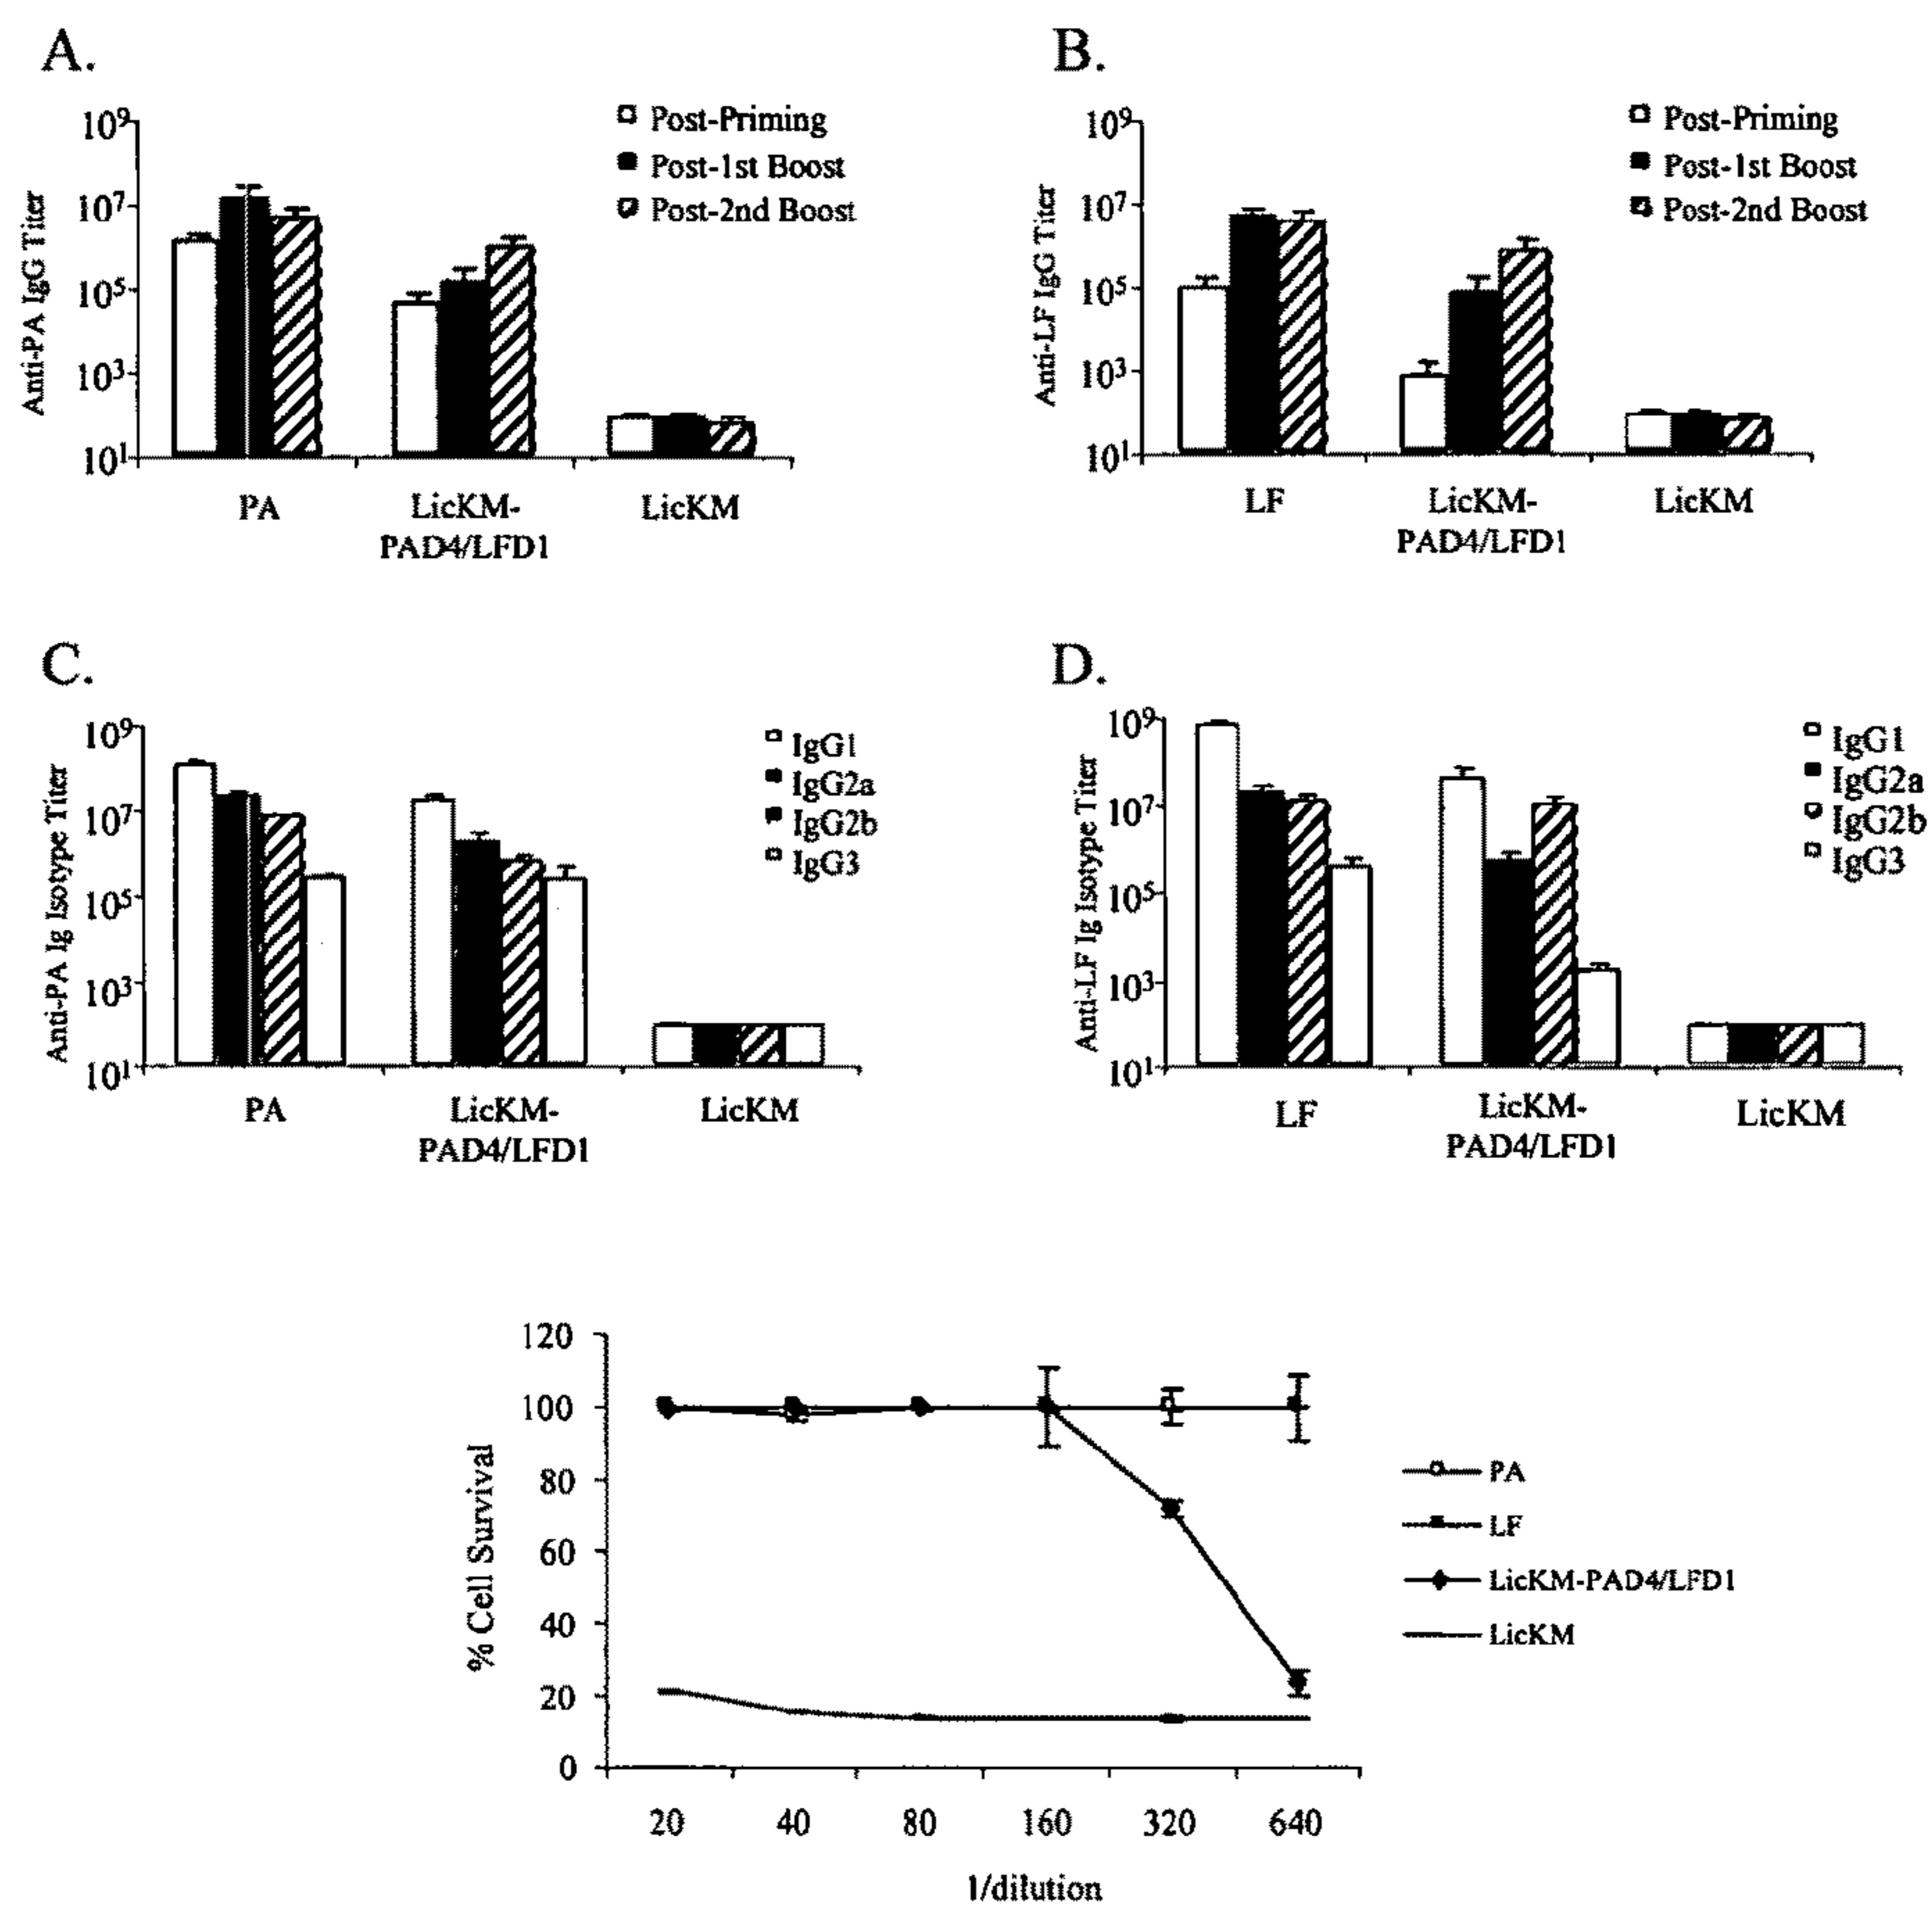 A.
Anti-PA IgG Titer
10⁹
10⁷
10⁵
10³
10¹
Post-Priming
Post-1st Boost
Post-2nd Boost
PA
LicKM-
PAD4/LFD1
LicKM
B.
Anti-LF IgG Titer
10⁹
10⁷
10⁵
10³
10¹
Post-Priming
Post-1st Boost
Post-2nd Boost
LF
LicKM-
PAD4/LFD1
LicKM
C.
Anti-PA Ig Isotype Titer
10⁹
10⁷
10⁵
10³
10¹
IgG1
IgG2a
IgG2b
IgG3
PA
LicKM-
PAD4/LFD1
LicKM
D.
Anti-LF Ig Isotype Titer
10⁹
10⁷
10⁵
10³
10¹
IgG1
IgG2a
IgG2b
IgG3
LF
LicKM-
PAD4/LFD1
LicKM
% Cell Survival
120
100
80
60
40
20
0
20 40 80 160 320 640
1/dilution
PA
LF
LicKM-PAD4/LFD1
LicKM